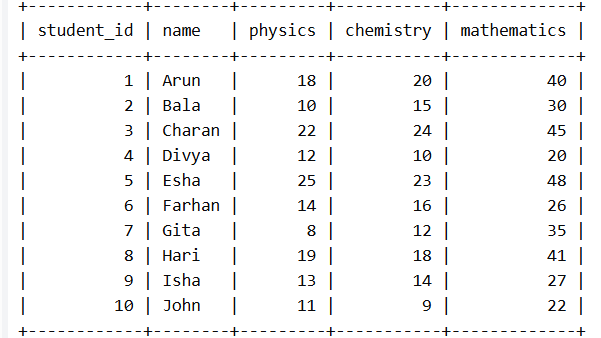 +------------+--------+---------+-----------+-------------+
| student_id | name   | physics | chemistry | mathematics |
+------------+--------+---------+-----------+-------------+
|          1 | Arun   |      18 |        20 |          40 |
|          2 | Bala   |      10 |        15 |          30 |
|          3 | Charan |      22 |        24 |          45 |
|          4 | Divya  |      12 |        10 |          20 |
|          5 | Esha   |      25 |        23 |          48 |
|          6 | Farhan |      14 |        16 |          26 |
|          7 | Gita   |       8 |        12 |          35 |
|          8 | Hari   |      19 |        18 |          41 |
|          9 | Isha   |      13 |        14 |          27 |
|         10 | John   |      11 |         9 |          22 |
+------------+--------+---------+-----------+-------------+